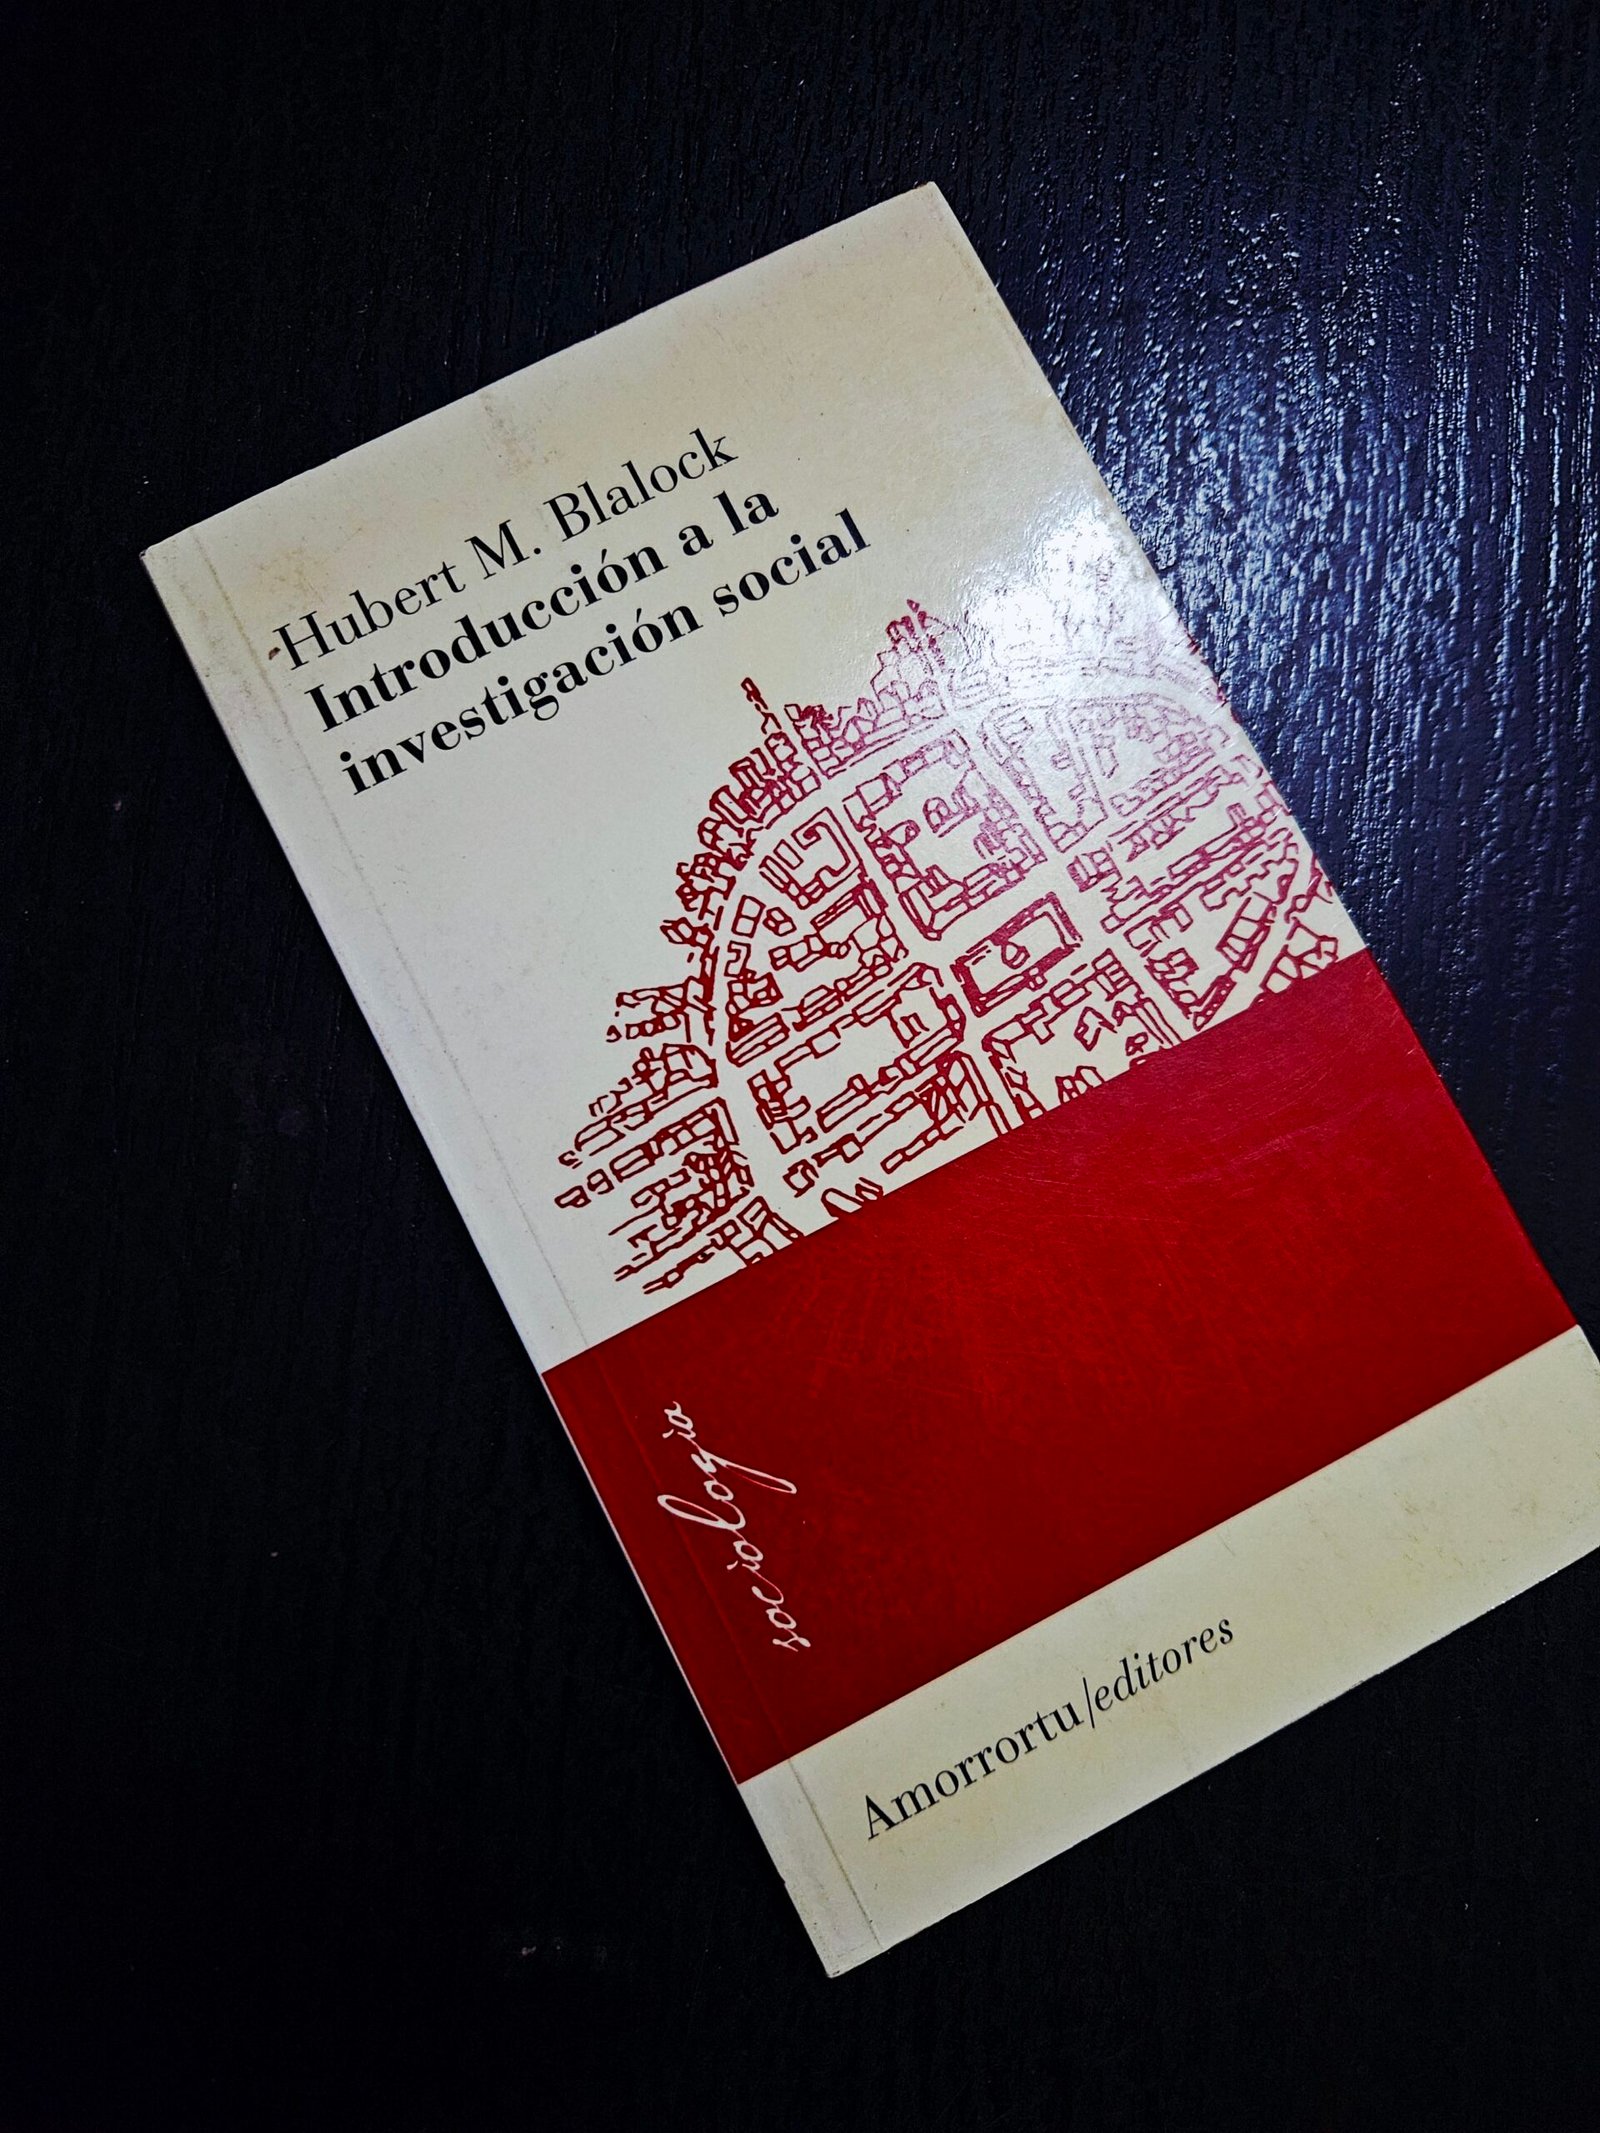 Hubert M. Blalock
Introducción a la
investigación social
sociología
Amorrortu/editores